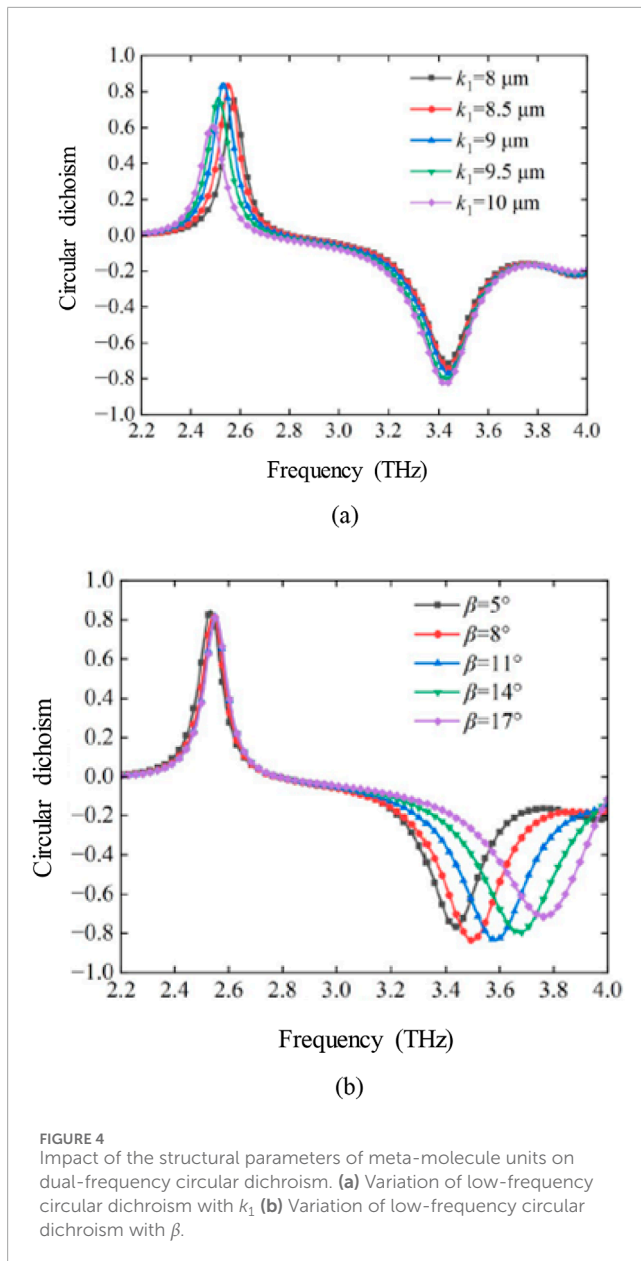 1.0
0.8
0.6
0.4
0.2
0.0
−0.2
−0.4
−0.6
−0.8
−1.0
Circular dichoism
k₁=8 μm
k₁=8.5 μm
k₁=9 μm
k₁=9.5 μm
k₁=10 μm
2.2 2.4 2.6 2.8 3.0 3.2 3.4 3.6 3.8 4.0
Frequency (THz)
(a)
1.0
0.8
0.6
0.4
0.2
0.0
−0.2
−0.4
−0.6
−0.8
−1.0
Circular dichoism
β=5°
β=8°
β=11°
β=14°
β=17°
2.2 2.4 2.6 2.8 3.0 3.2 3.4 3.6 3.8 4.0
Frequency (THz)
(b)
FIGURE 4
Impact of the structural parameters of meta-molecule units on
dual-frequency circular dichroism. (a) Variation of low-frequency
circular dichroism with k₁ (b) Variation of low-frequency circular
dichroism with β.